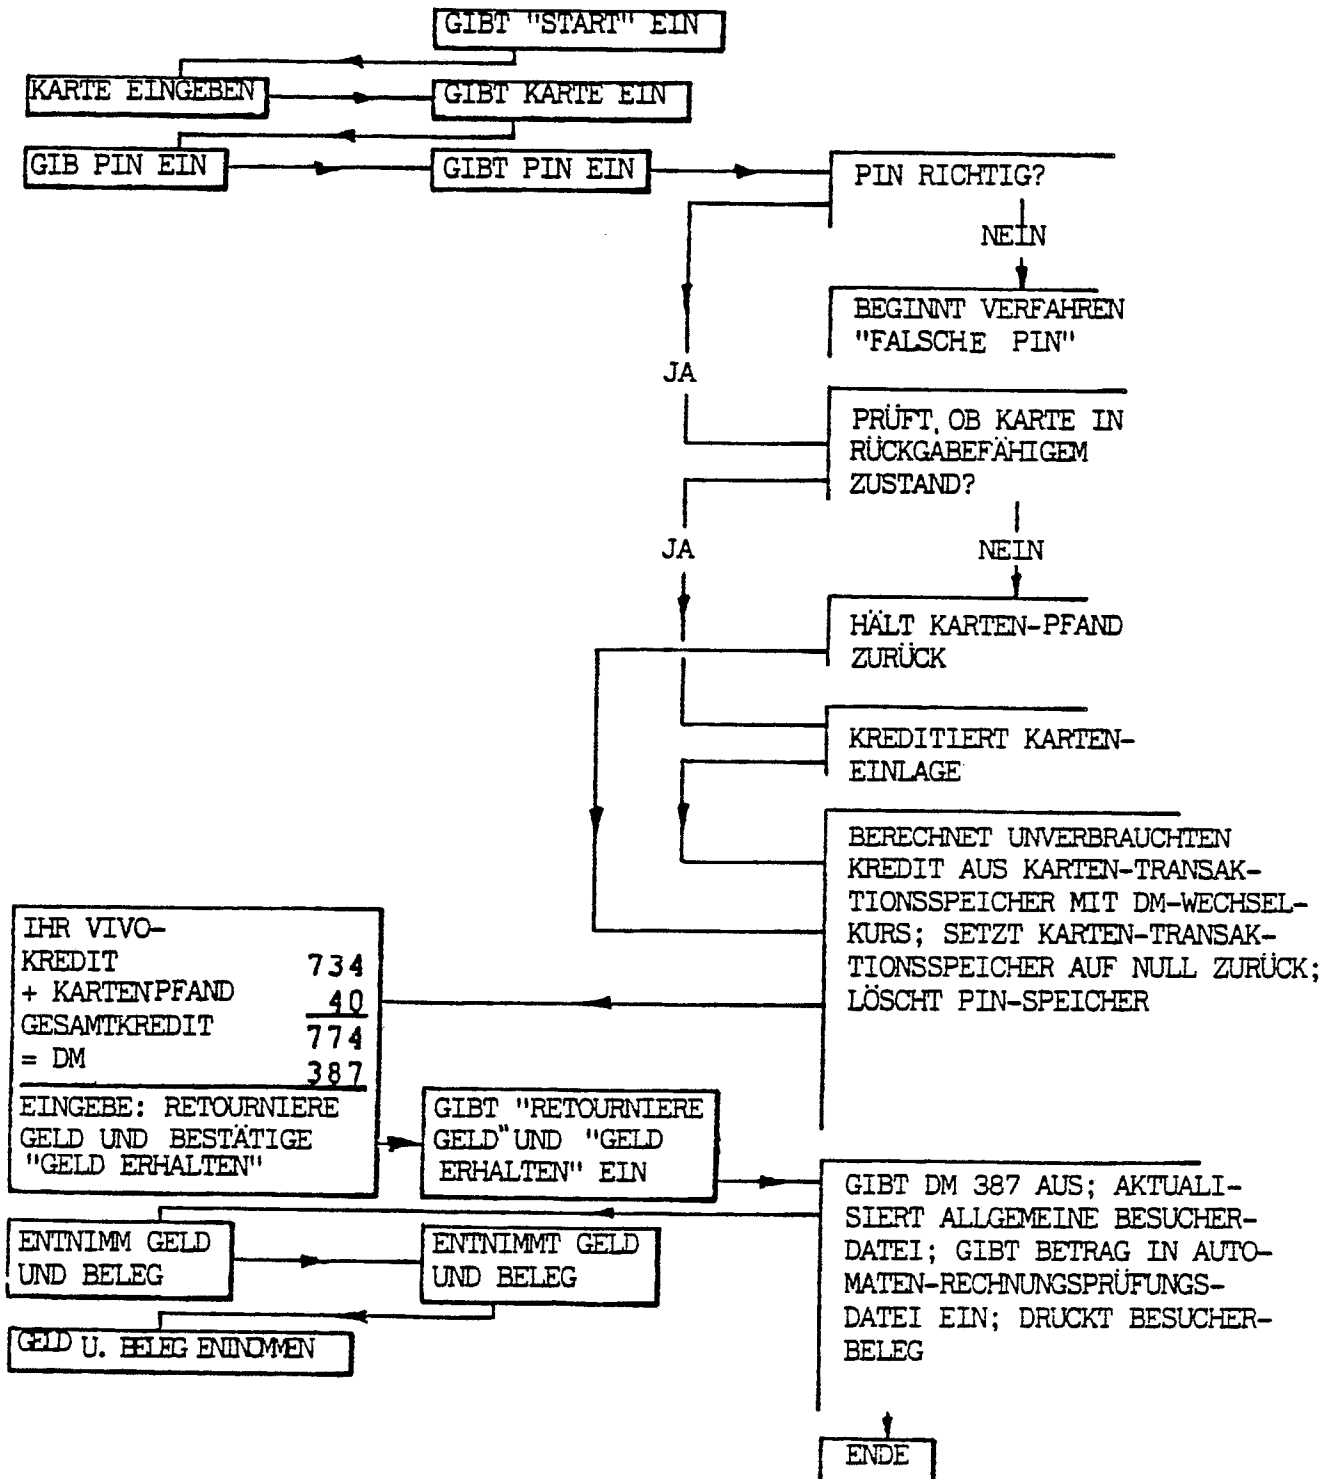 GIBT "START" EIN
KARTE EINGEBEN
GIBT KARTE EIN
GIB PIN EIN
GIBT PIN EIN
PIN RICHTIG?
NEIN
BEGINNT VERFAHREN
"FALSCHE PIN"
JA
PRÜFT, OB KARTE IN
RÜCKGABEFÄHIGEM
ZUSTAND?
JA
NEIN
HÄLT KARTEN-PFAND
ZURÜCK
KREDITIERT KARTEN-
EINLAGE
BERECHNET UNVERBRAUCHTEN
KREDIT AUS KARTEN-TRANSAK-
TIONSSPEICHER MIT DM-WECHSEL-
KURS; SETZT KARTEN-TRANSAK-
TIONSSPEICHER AUF NULL ZURÜCK;
LÖSCHT PIN-SPEICHER
IHR VIVO-
KREDIT 734
+ KARTENPFAND 40
GESAMTKREDIT 774
= DM 387
EINGEBE: RETOURNIERE
GELD UND BESTÄTIGE
"GELD ERHALTEN"
GIBT "RETOURNIERE
GELD" UND "GELD
ERHALTEN" EIN
GIBT DM 387 AUS; AKTUALI-
SIERT ALLGEMEINE BESUCHER-
DATEI; GIBT BETRAG IN AUTO-
MATEN-RECHNUNGSPRÜFUNGS-
DATEI EIN; DRUCKT BESUCHER-
BELEG
ENTNIMM GELD
UND BELEG
ENTNIMMT GELD
UND BELEG
GELD U. BELEG ENTNOMMEN
ENDE